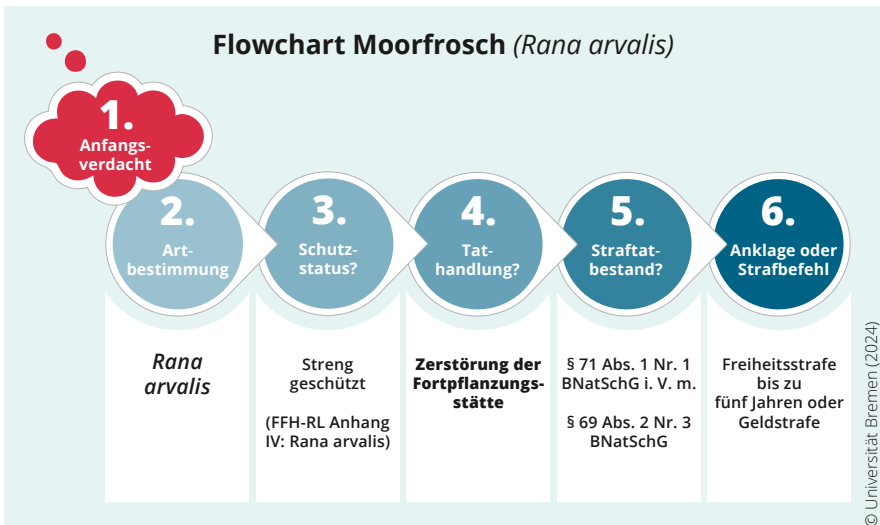 Flowchart Moorfrosch (Rana arvalis)
1.
Anfangs-
verdacht
2.
Art-
bestimmung
3.
Schutz-
status?
4.
Tat-
handlung?
5.
Straftat-
bestand?
6.
Anklage oder
Strafbefehl
Rana
arvalis
Streng
geschützt
(FFH-RL Anhang
IV: Rana arvalis)
Zerstörung der
Fortpflanzungs-
stätte
§ 71 Abs. 1 Nr. 1
BNatSchG i. V. m.
§ 69 Abs. 2 Nr. 3
BNatSchG
Freiheitsstrafe
bis zu
fünf Jahren oder
Geldstrafe
© Universität Bremen (2024)